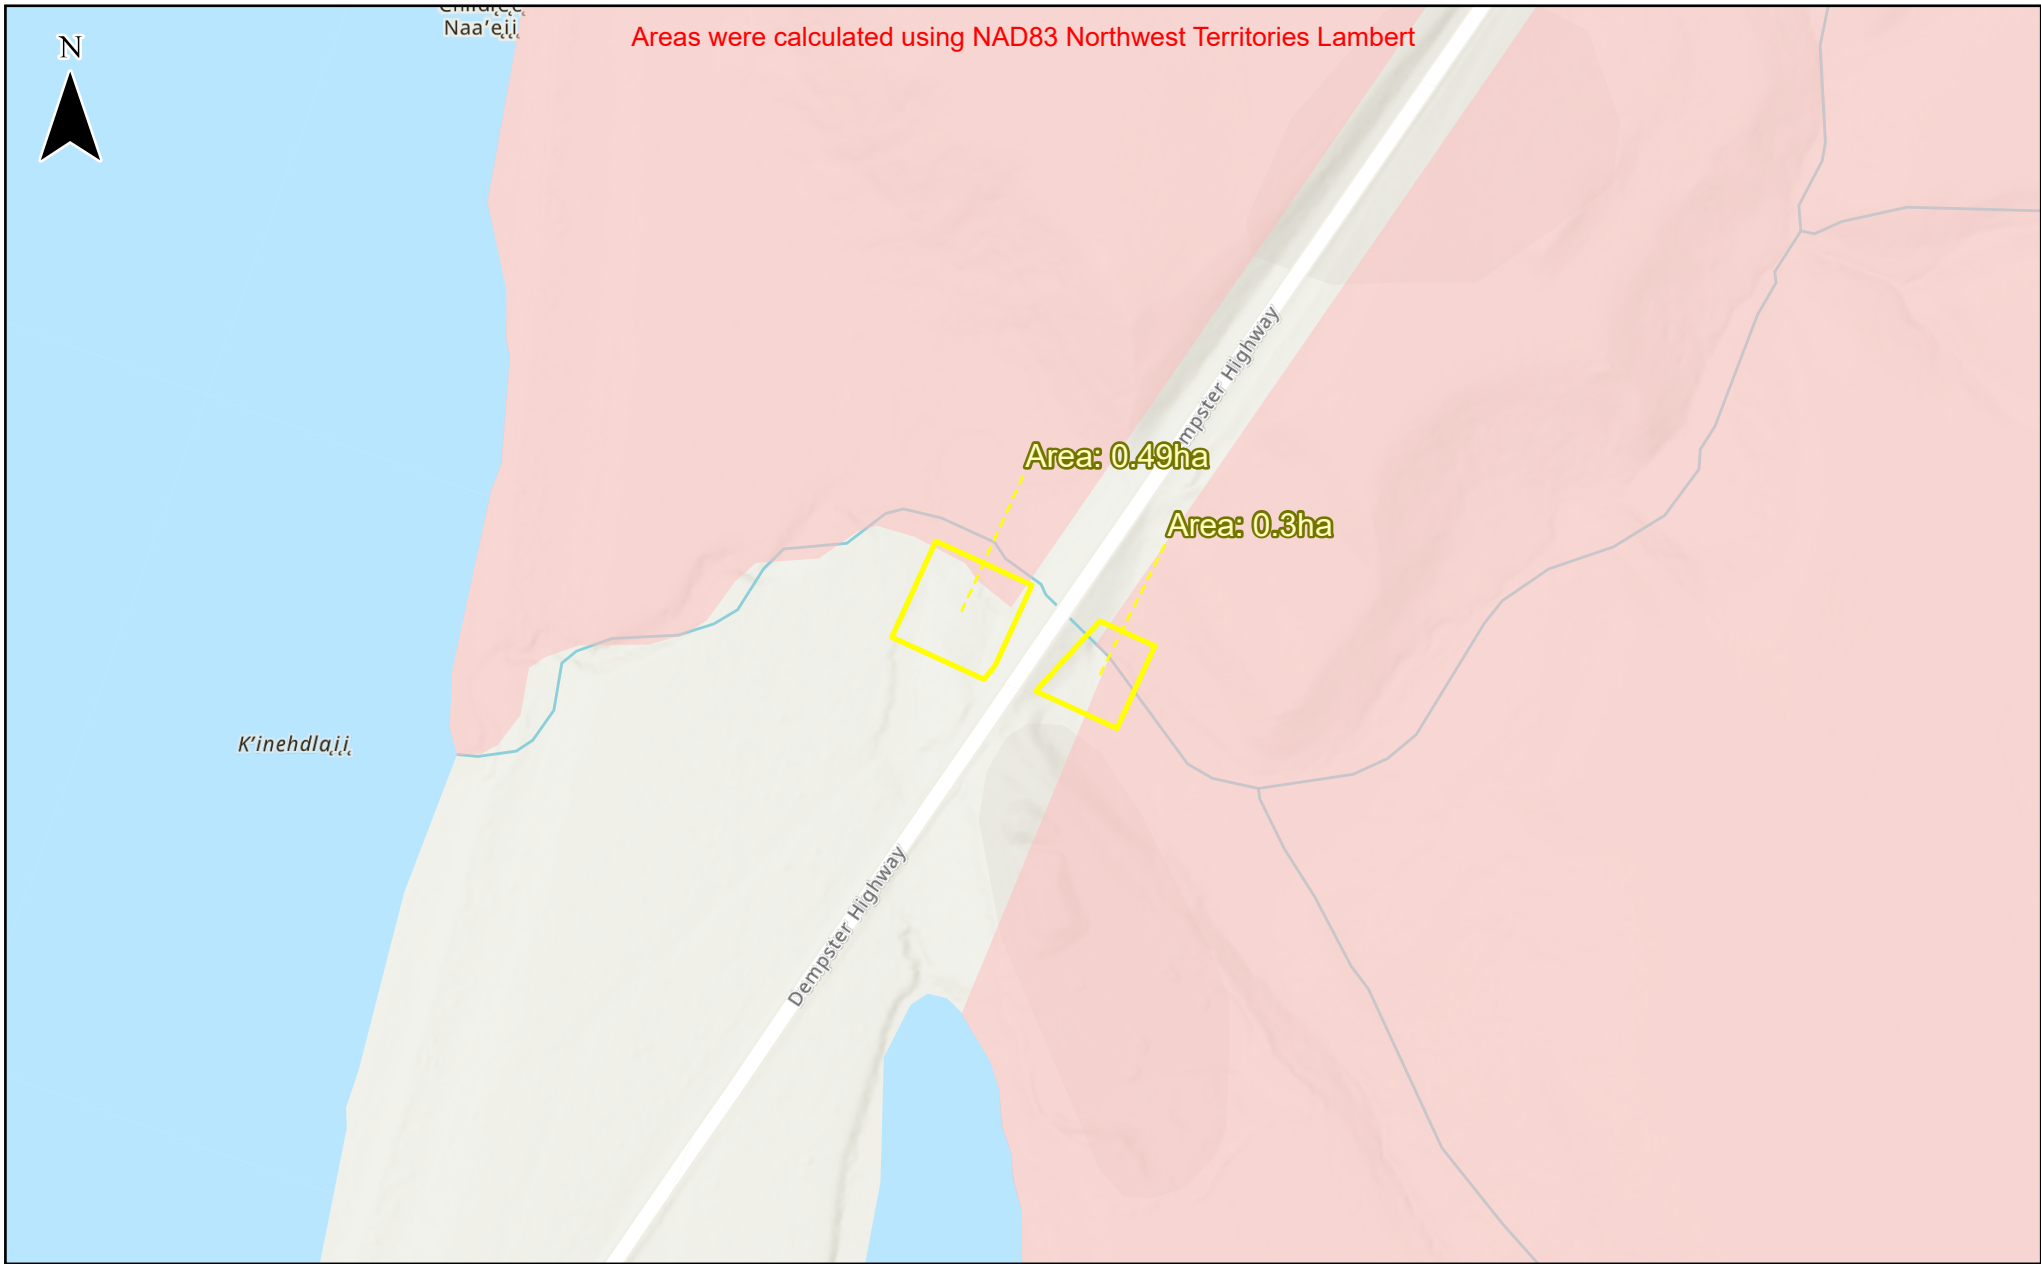 Naa'ęįį
N
Areas were calculated using NAD83 Northwest Territories Lambert
mpster Highway
Area: 0.49ha
Area: 0.3ha
K'inehdląįį
Dempster Highway